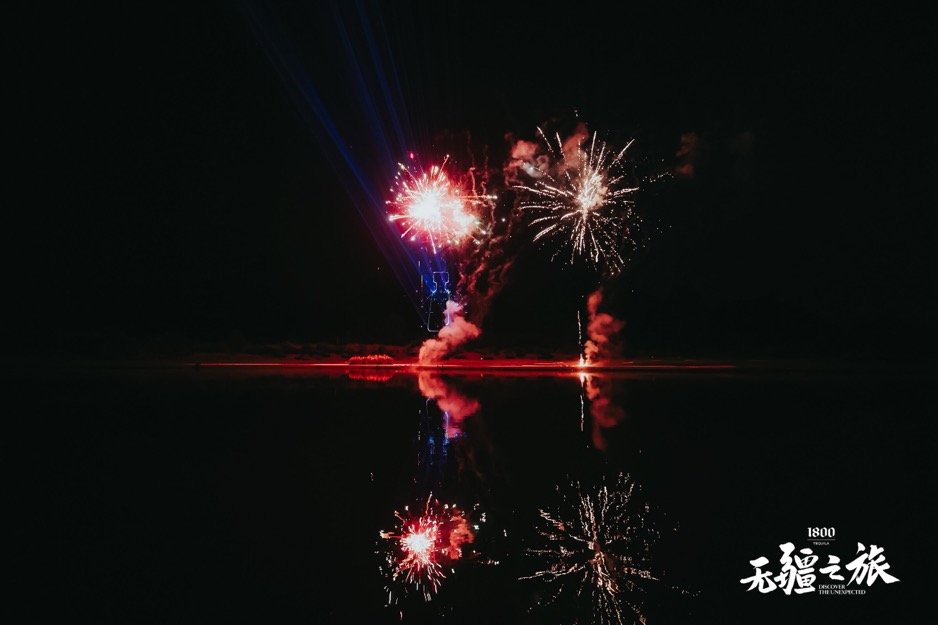 1800
TEQUILA
无疆之旅
DISCOVER
THE UNEXPECTED